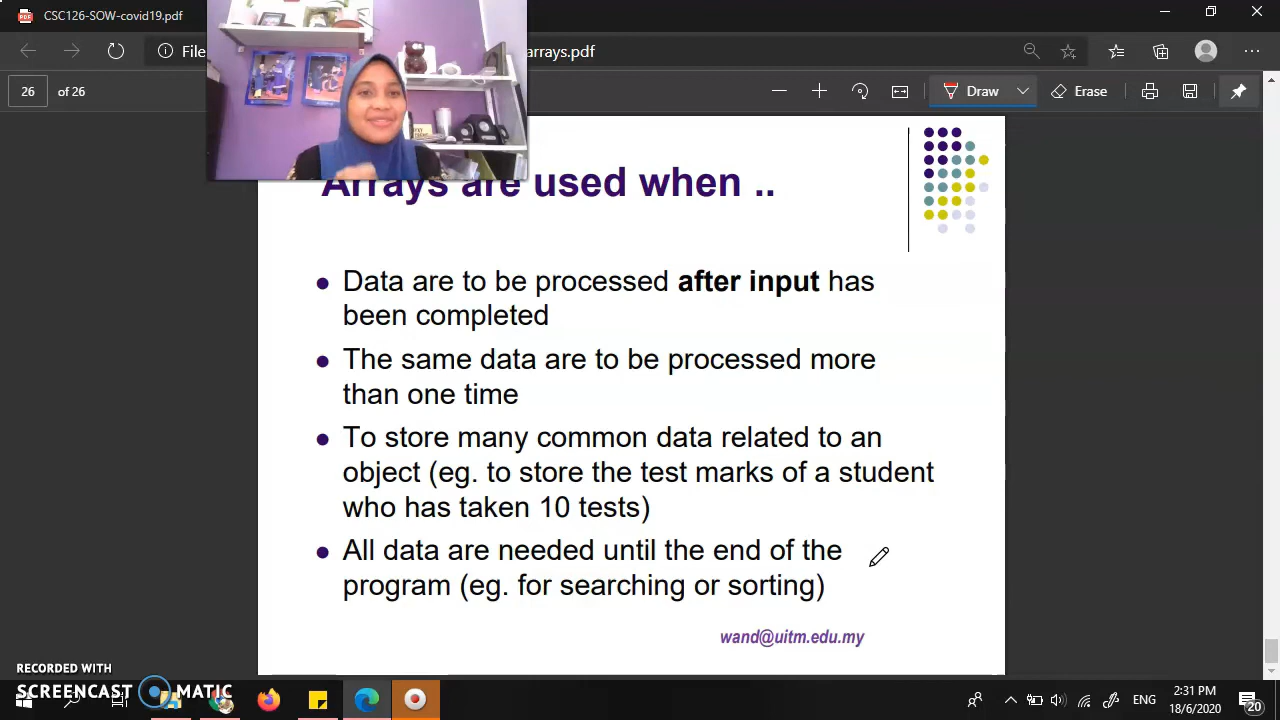 CSC126-SOW-covid19.pdf
File
arrays.pdf
26 of 26
Draw
Erase
Arrays are used when ..
Data are to be processed after input has
been completed
The same data are to be processed more
than one time
To store many common data related to an
object (eg. to store the test marks of a student
who has taken 10 tests)
All data are needed until the end of the
program (eg. for searching or sorting)
wand@uitm.edu.my
RECORDED WITH
SCREENCAST MATIC
ENG
2:31 PM
18/6/2020
20